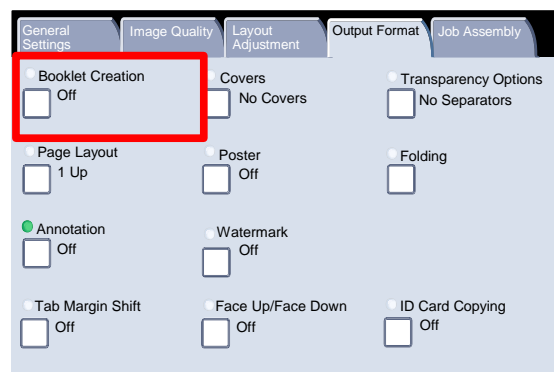 General
Settings
Image Quality
Layout
Adjustment
Output Format
Job Assembly
Booklet Creation
Off
Covers
No Covers
Transparency Options
No Separators
Page Layout
1 Up
Poster
Off
Folding
Annotation
Off
Watermark
Off
Tab Margin Shift
Off
Face Up/Face Down
Off
ID Card Copying
Off